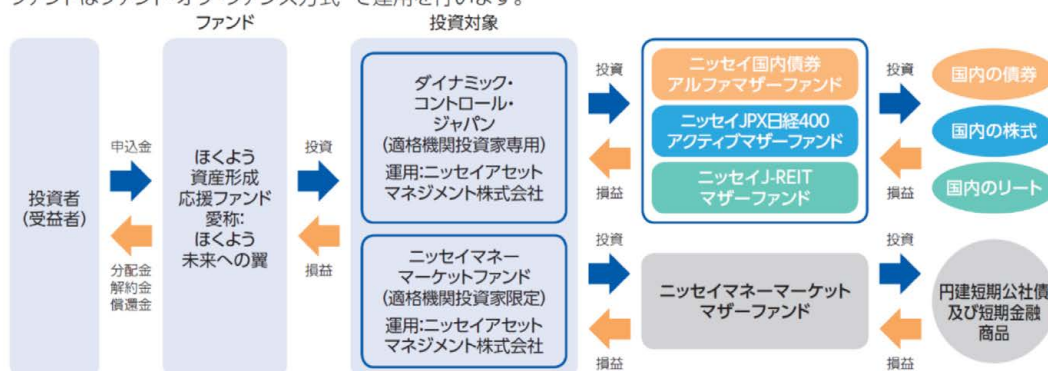 ファンドはファンド・オブ・ファンズ方式*で運用を行います。
ファンド
投資対象
投資者
(受益者)
申込金
分配金
解約金
償還金
ほくよう
資産形成
応援ファンド
愛称:
ほくよう
未来への翼
投資
損益
ダイナミック・
コントロール・
ジャパン
(適格機関投資家専用)
運用:ニッセイアセット
マネジメント株式会社
投資
損益
ニッセイ国内債券
アルファマザーファンド
ニッセイJPX日経400
アクティブマザーファンド
ニッセイJ-REIT
マザーファンド
投資
損益
国内の債券
国内の株式
国内のリート
ニッセイマネー
マーケットファンド
(適格機関投資家限定)
運用:ニッセイアセット
マネジメント株式会社
投資
損益
ニッセイマネーマーケット
マザーファンド
投資
損益
円建短期公社債
及び短期金融
商品